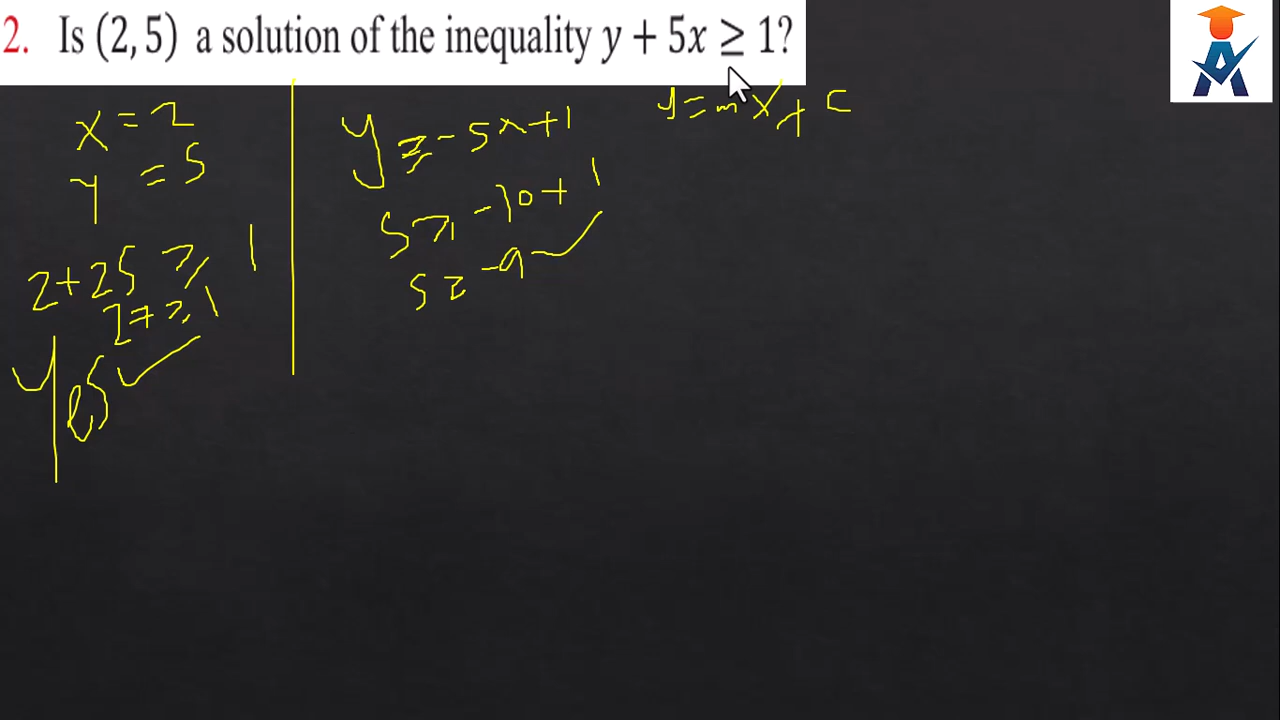 2. Is (2, 5) a solution of the inequality y + 5x ≥ 1?
x = 2
y = 5
2 + 25 ≥ 1
27 ≥ 1
Yes ✓
y ≥ -5x + 1
5 ≥ -10 + 1
5 ≥ -9 ✓
y = mx + c